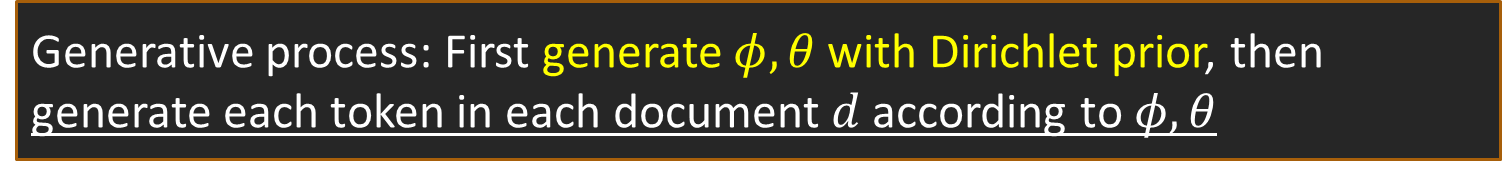 Generative process: First generate ϕ, θ with Dirichlet prior, then
generate each token in each document d according to ϕ, θ